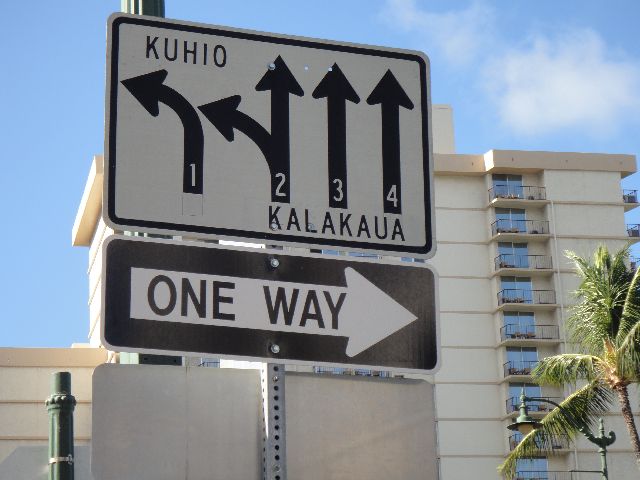 KUHIO
1 2 3 4
KALAKAUA
ONE WAY